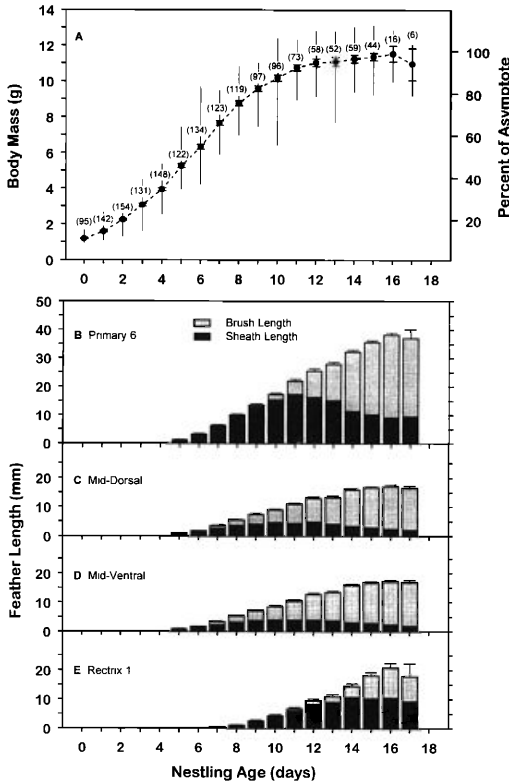 A
Body Mass (g)
14
12
10
8
6
4
2
0
(95) (142) (154) (131) (148) (122) (134) (123) (119) (97) (96) (73) (58) (52) (59) (44) (16) (6)
Percent of Asymptote
100
80
60
40
20
0 2 4 6 8 10 12 14 16 18
Feather Length (mm)
50
40
30
20
10
0
B Primary 6
Brush Length
Sheath Length
20
10
0
C Mid-Dorsal
20
10
0
D Mid-Ventral
20
10
0
E Rectrix 1
0 2 4 6 8 10 12 14 16 18
Nestling Age (days)